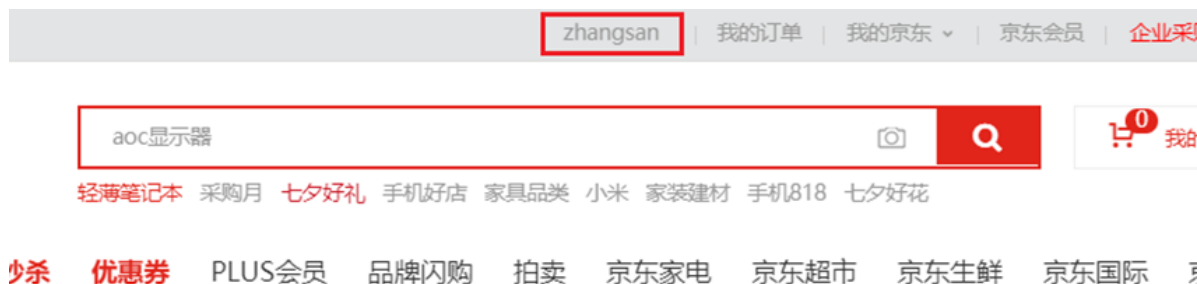 zhangsan 我的订单 我的京东 京东会员 企业采
aoc显示器 0 我的
轻薄笔记本 采购月 七夕好礼 手机好店 家具品类 小米 家装建材 手机818 七夕好花
秒杀 优惠券 PLUS会员 品牌闪购 拍卖 京东家电 京东超市 京东生鲜 京东国际